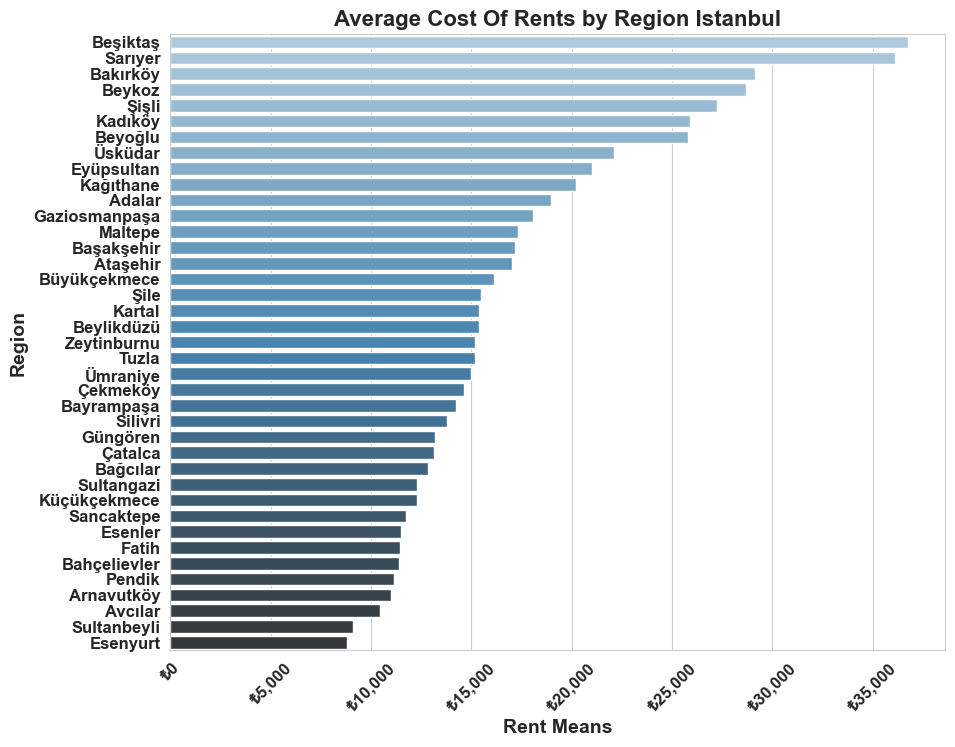 Average Cost Of Rents by Region Istanbul
Beşiktaş
Sarıyer
Bakırköy
Beykoz
Şişli
Kadıköy
Beyoğlu
Üsküdar
Eyüpsultan
Kağıthane
Adalar
Gaziosmanpaşa
Maltepe
Başakşehir
Ataşehir
Büyükçekmece
Şile
Kartal
Beylikdüzü
Zeytinburnu
Tuzla
Ümraniye
Çekmeköy
Bayrampaşa
Silivri
Güngören
Çatalca
Bağcılar
Sultangazi
Küçükçekmece
Sancaktepe
Esenler
Fatih
Bahçelievler
Pendik
Arnavutköy
Avcılar
Sultanbeyli
Esenyurt
Region
₺0
₺5,000
₺10,000
₺15,000
₺20,000
₺25,000
₺30,000
₺35,000
Rent Means